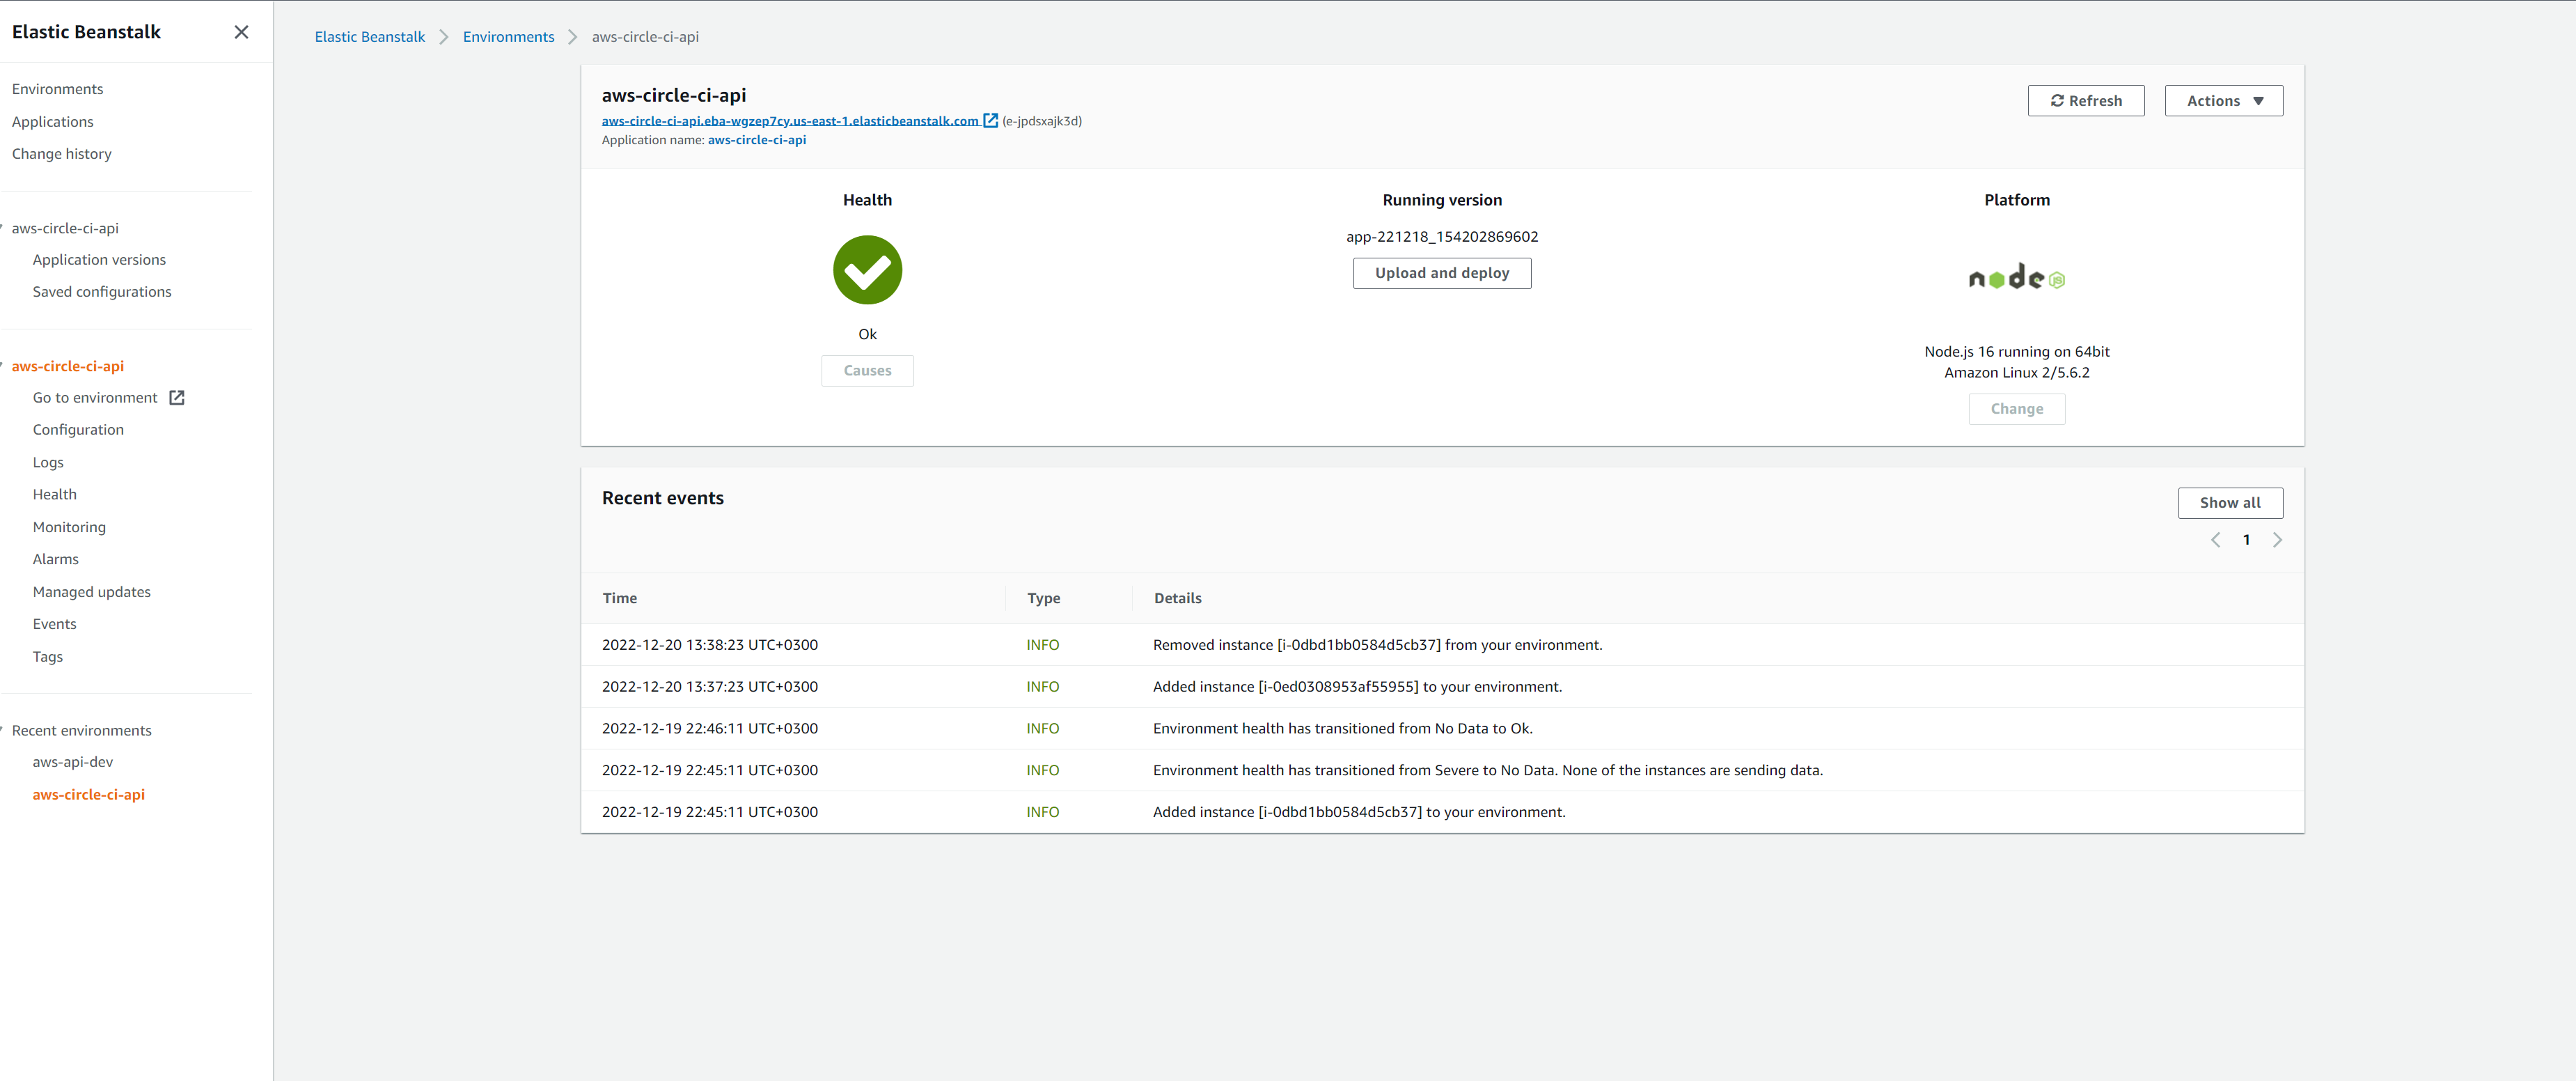 Elastic Beanstalk
Environments
Applications
Change history
aws-circle-ci-api
Application versions
Saved configurations
aws-circle-ci-api
Go to environment
Configuration
Logs
Health
Monitoring
Alarms
Managed updates
Events
Tags
Recent environments
aws-api-dev
aws-circle-ci-api
Elastic Beanstalk Environments aws-circle-ci-api
aws-circle-ci-api
Refresh Actions
aws-circle-ci-api.eba-wgzep7cy.us-east-1.elasticbeanstalk.com (e-jpdsxajk3d)
Application name: aws-circle-ci-api
Health
Ok
Causes
Running version
app-221218_154202869602
Upload and deploy
Platform
node JS
Node.js 16 running on 64bit
Amazon Linux 2/5.6.2
Change
Recent events
Show all
1
Time Type Details
2022-12-20 13:38:23 UTC+0300 INFO Removed instance [i-0dbd1bb0584d5cb37] from your environment.
2022-12-20 13:37:23 UTC+0300 INFO Added instance [i-0ed0308953af55955] to your environment.
2022-12-19 22:46:11 UTC+0300 INFO Environment health has transitioned from No Data to Ok.
2022-12-19 22:45:11 UTC+0300 INFO Environment health has transitioned from Severe to No Data. None of the instances are sending data.
2022-12-19 22:45:11 UTC+0300 INFO Added instance [i-0dbd1bb0584d5cb37] to your environment.